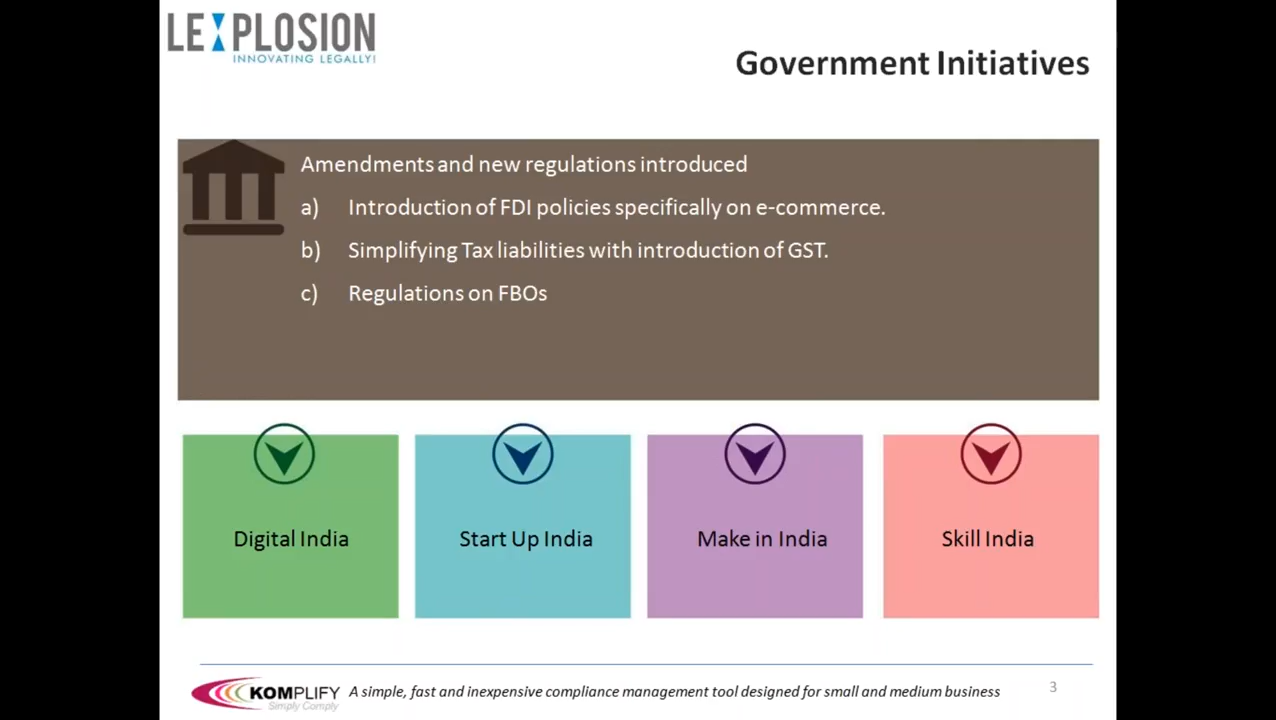 LEXPLOSION
INNOVATING LEGALLY!
Government Initiatives
Amendments and new regulations introduced
a) Introduction of FDI policies specifically on e-commerce.
b) Simplifying Tax liabilities with introduction of GST.
c) Regulations on FBOs
Digital India
Start Up India
Make in India
Skill India
KOMPLIFY
Simply Comply
A simple, fast and inexpensive compliance management tool designed for small and medium business
3